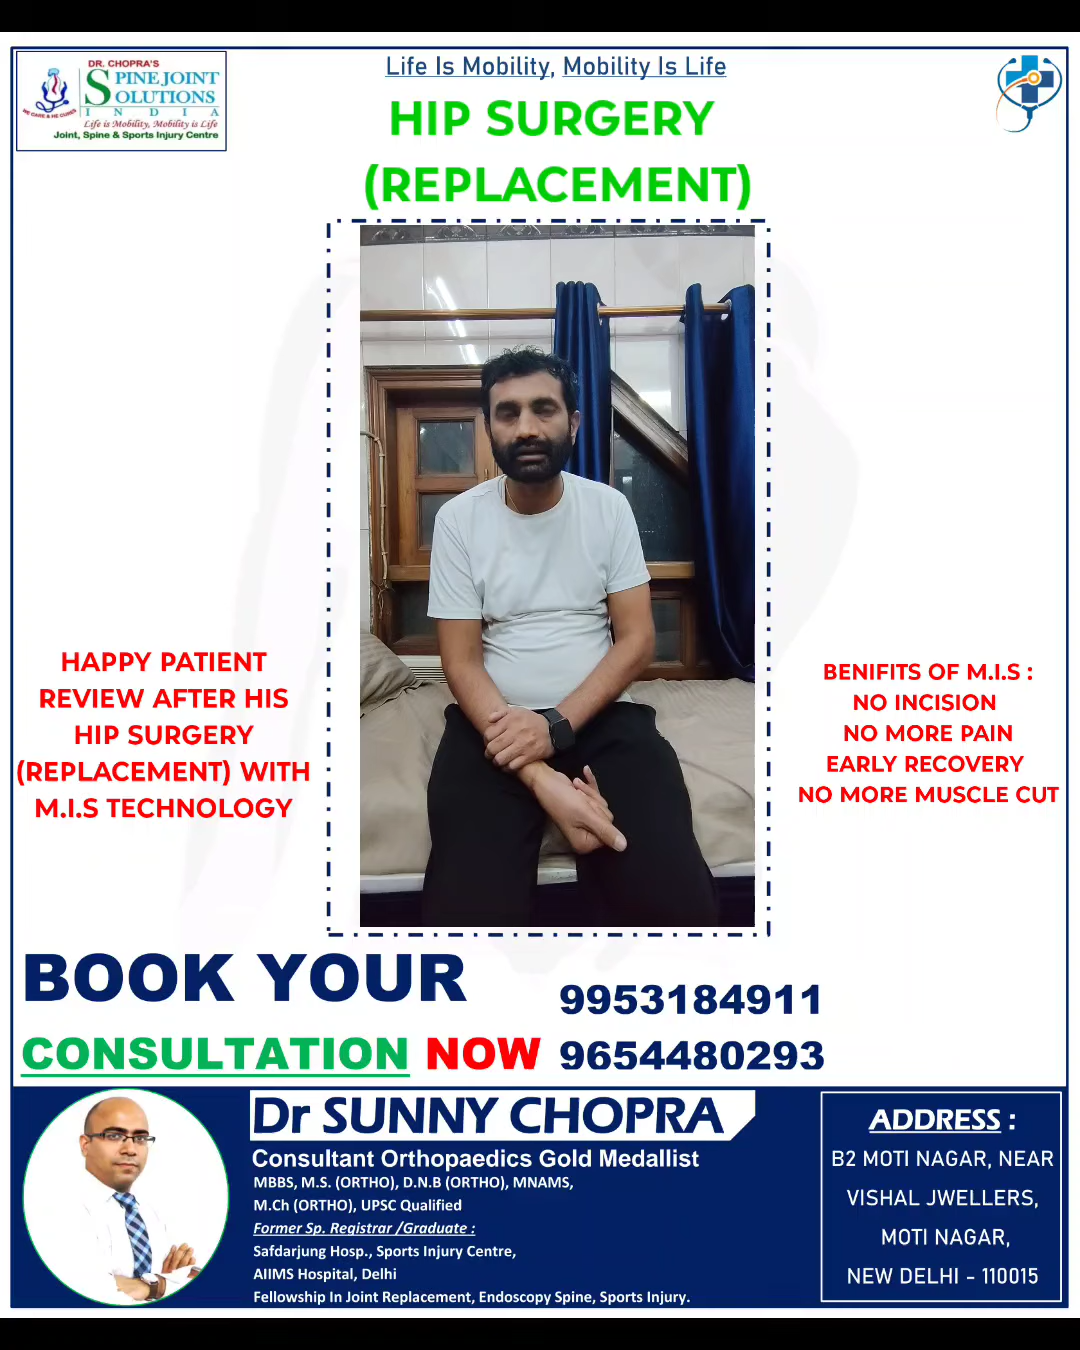 DR. CHOPRA'S
SPINE JOINT
SOLUTIONS
INDIA
Life is Mobility, Mobility is Life
WE CARE & HE CURES
Joint, Spine & Sports Injury Centre
Life Is Mobility, Mobility Is Life
HIP SURGERY
(REPLACEMENT)
HAPPY PATIENT
REVIEW AFTER HIS
HIP SURGERY
(REPLACEMENT) WITH
M.I.S TECHNOLOGY
BENIFITS OF M.I.S :
NO INCISION
NO MORE PAIN
EARLY RECOVERY
NO MORE MUSCLE CUT
BOOK YOUR
CONSULTATION NOW
9953184911
9654480293
Dr SUNNY CHOPRA
Consultant Orthopaedics Gold Medallist
MBBS, M.S. (ORTHO), D.N.B (ORTHO), MNAMS,
M.Ch (ORTHO), UPSC Qualified
Former Sp. Registrar /Graduate :
Safdarjung Hosp., Sports Injury Centre,
AIIMS Hospital, Delhi
Fellowship In Joint Replacement, Endoscopy Spine, Sports Injury.
ADDRESS :
B2 MOTI NAGAR, NEAR
VISHAL JWELLERS,
MOTI NAGAR,
NEW DELHI - 110015